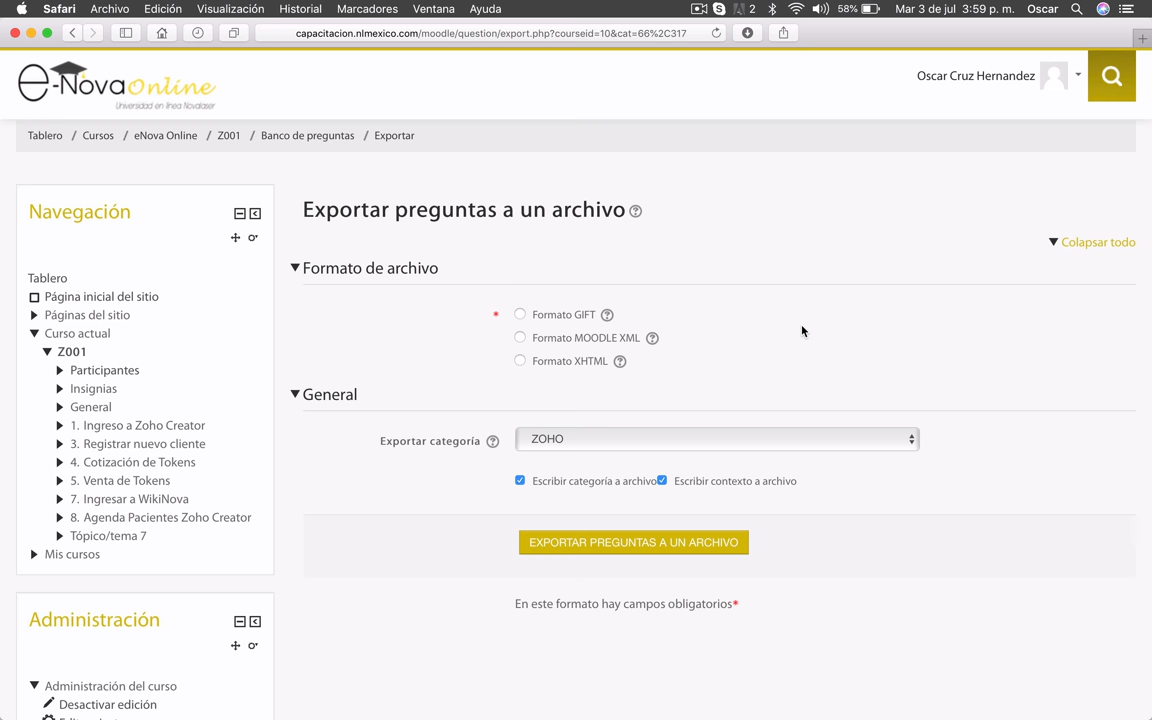 Safari Archivo Edición Visualización Historial Marcadores Ventana Ayuda 2 58% Mar 3 de jul 3:59 p. m. Oscar
capacitacion.nlmexico.com/moodle/question/export.php?courseid=10&cat=66%2C317
e-Nova Online
Universidad en línea Novalaser
Oscar Cruz Hernandez
Tablero / Cursos / eNova Online / Z001 / Banco de preguntas / Exportar
Navegación
Tablero
Página inicial del sitio
Páginas del sitio
Curso actual
Z001
Participantes
Insignias
General
1. Ingreso a Zoho Creator
3. Registrar nuevo cliente
4. Cotización de Tokens
5. Venta de Tokens
7. Ingresar a WikiNova
8. Agenda Pacientes Zoho Creator
Tópico/tema 7
Mis cursos
Administración
Administración del curso
Desactivar edición
Exportar preguntas a un archivo
Colapsar todo
Formato de archivo
* Formato GIFT
Formato MOODLE XML
Formato XHTML
General
Exportar categoría ZOHO
Escribir categoría a archivo Escribir contexto a archivo
EXPORTAR PREGUNTAS A UN ARCHIVO
En este formato hay campos obligatorios*